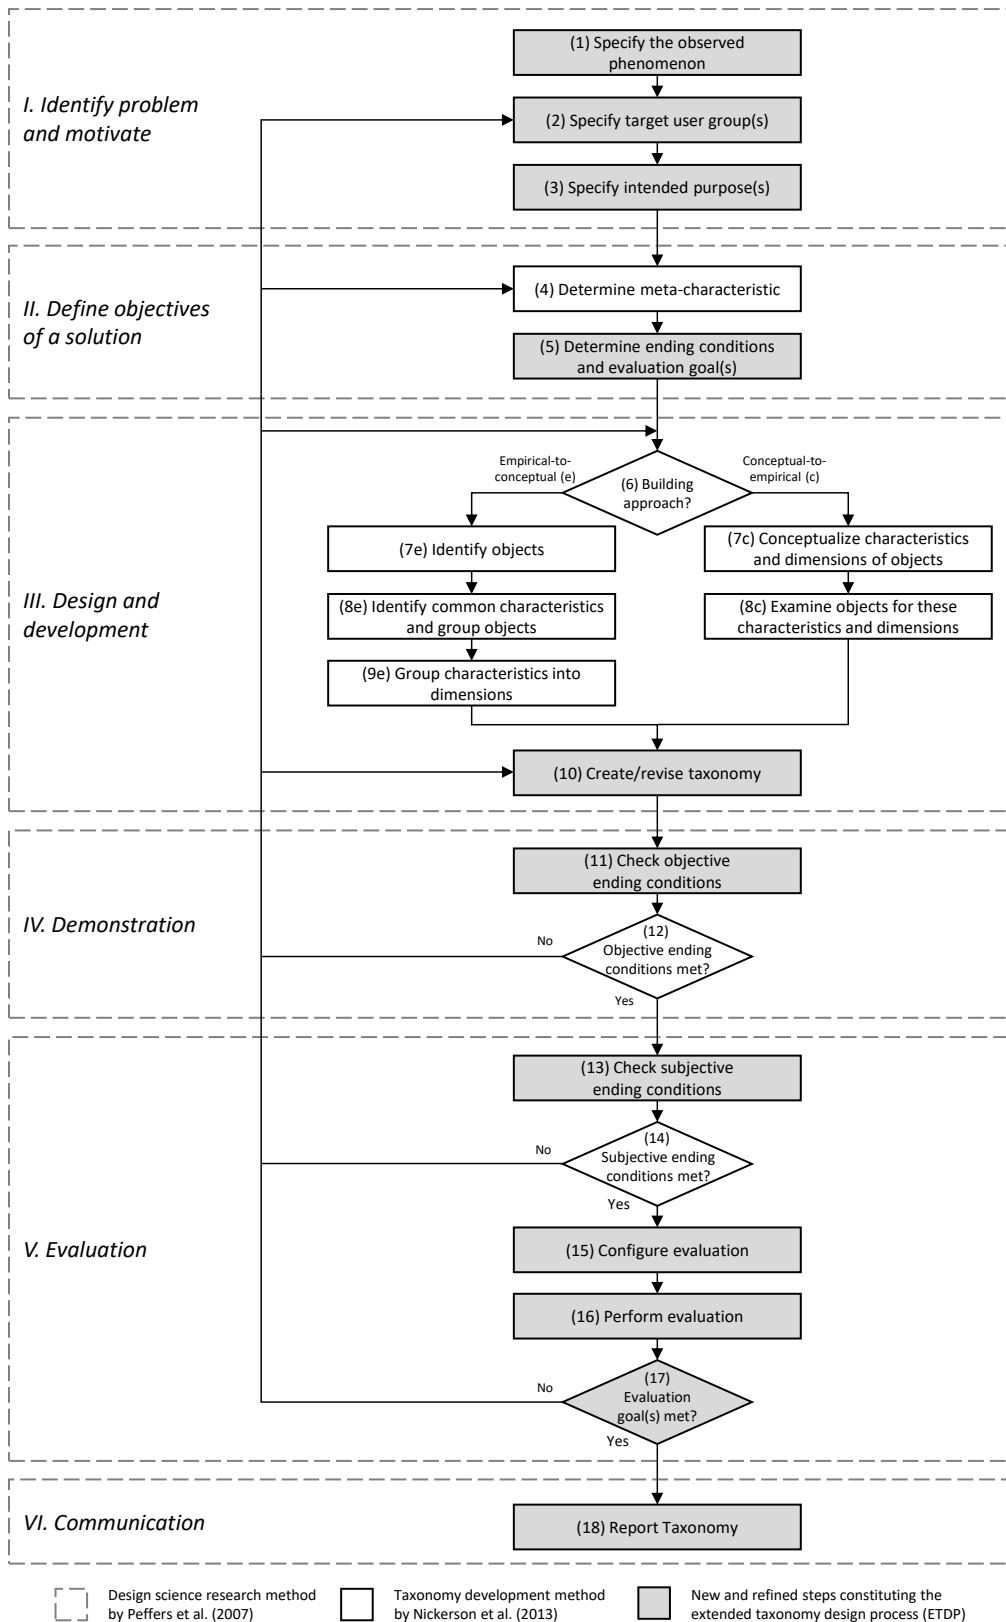 (1) Specify the observed
phenomenon
I. Identify problem
and motivate
(2) Specify target user group(s)
(3) Specify intended purpose(s)
II. Define objectives
of a solution
(4) Determine meta-characteristic
(5) Determine ending conditions
and evaluation goal(s)
III. Design and
development
Empirical-to-
conceptual (e)
(6) Building
approach?
Conceptual-to-
empirical (c)
(7e) Identify objects
(7c) Conceptualize characteristics
and dimensions of objects
(8e) Identify common characteristics
and group objects
(8c) Examine objects for these
characteristics and dimensions
(9e) Group characteristics into
dimensions
(10) Create/revise taxonomy
IV. Demonstration
(11) Check objective
ending conditions
(12)
Objective ending
conditions met?
No
Yes
V. Evaluation
(13) Check subjective
ending conditions
(14)
Subjective ending
conditions met?
No
Yes
(15) Configure evaluation
(16) Perform evaluation
(17)
Evaluation
goal(s) met?
No
Yes
VI. Communication
(18) Report Taxonomy
Design science research method
by Peffers et al. (2007)
Taxonomy development method
by Nickerson et al. (2013)
New and refined steps constituting the
extended taxonomy design process (ETDP)